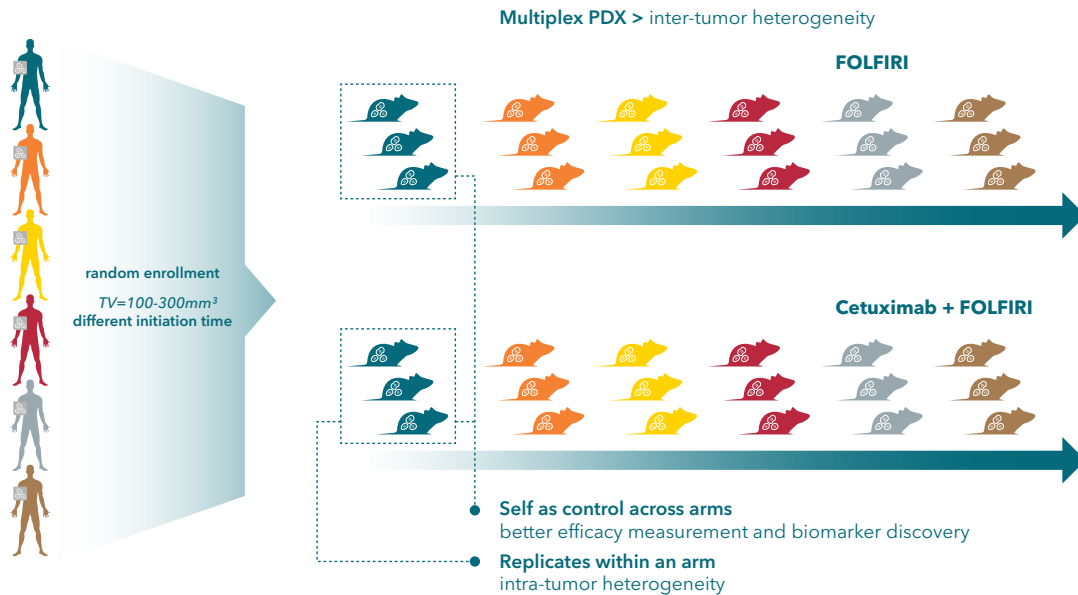 Multiplex PDX > inter-tumor heterogeneity
FOLFIRI
random enrollment
TV=100-300mm³
different initiation time
Cetuximab + FOLFIRI
Self as control across arms
better efficacy measurement and biomarker discovery
Replicates within an arm
intra-tumor heterogeneity